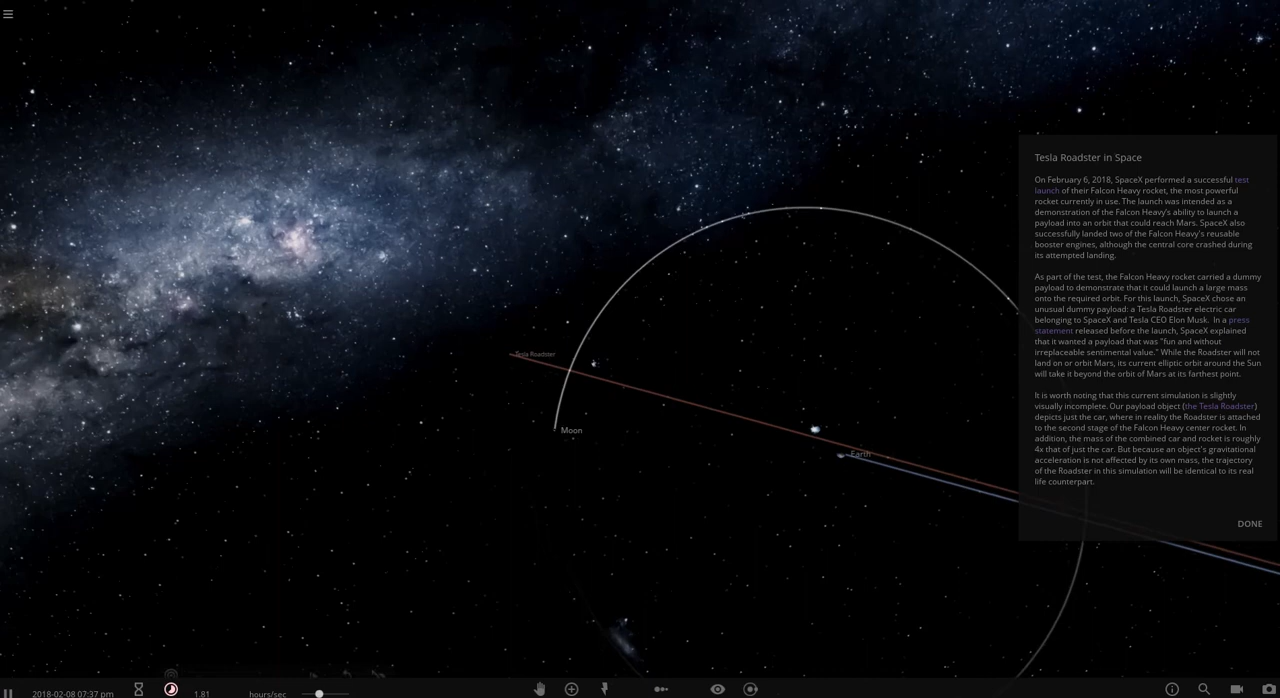 Tesla Roadster in Space
On February 6, 2018, SpaceX performed a successful test
launch of their Falcon Heavy rocket, the most powerful
rocket currently in use. The launch was intended as a
demonstration of the Falcon Heavy's ability to launch a
payload into an orbit that could reach Mars. SpaceX also
successfully landed two of the Falcon Heavy's reusable
booster engines, although the central core crashed during
its attempted landing.
As part of the test, the Falcon Heavy rocket carried a dummy
payload to demonstrate that it could launch a large mass
onto the required orbit. For this launch, SpaceX chose an
unusual dummy payload: a Tesla Roadster electric car
belonging to SpaceX and Tesla CEO Elon Musk. In a press
statement released before the launch, SpaceX explained
that it wanted a payload that was "fun and without
irreplaceable sentimental value." While the Roadster will not
land on or orbit Mars, its current elliptic orbit around the Sun
will take it beyond the orbit of Mars at its farthest point.
It is worth noting that this current simulation is slightly
visually incomplete. Our payload object (the Tesla Roadster)
depicts just the car, where in reality the Roadster is attached
to the second stage of the Falcon Heavy center rocket. In
addition, the mass of the combined car and rocket is roughly
4x that of just the car. But because an object's gravitational
acceleration is not affected by its own mass, the trajectory
of the Roadster in this simulation will be identical to its real
life counterpart.
DONE
Tesla Roadster
Moon
Earth
2018-02-08 07:37 pm
1.81
hours/sec